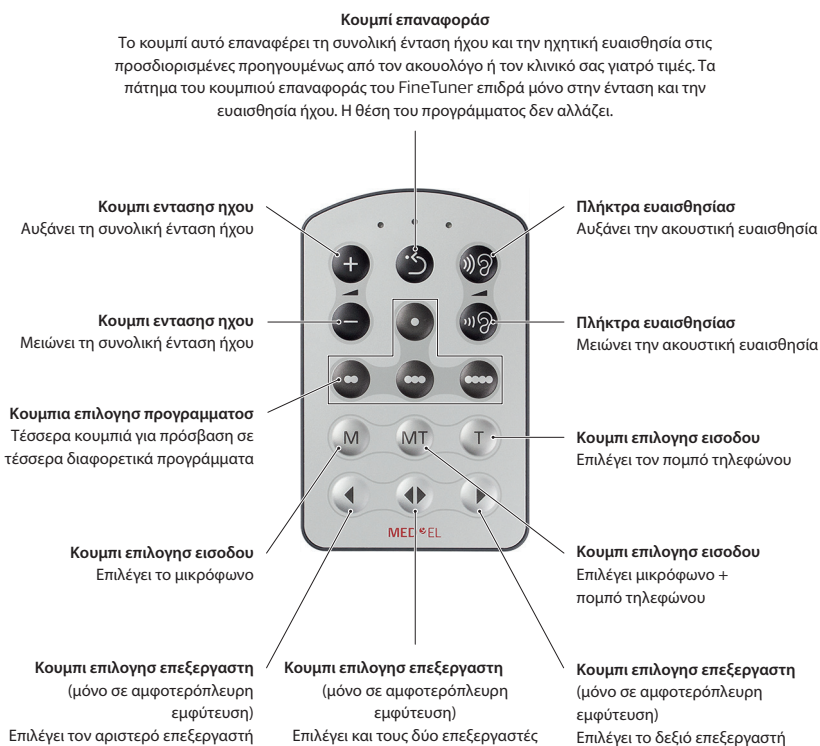 Κουμπί επαναφοράσ
Το κουμπί αυτό επαναφέρει τη συνολική ένταση ήχου και την ηχητική ευαισθησία στις
προσδιορισμένες προηγουμένως από τον ακουολόγο ή τον κλινικό σας γιατρό τιμές. Τα
πάτημα του κουμπιού επαναφοράς του FineTuner επιδρά μόνο στην ένταση και την
ευαισθησία ήχου. Η θέση του προγράμματος δεν αλλάζει.
Κουμπι εντασησ ηχου
Αυξάνει τη συνολική ένταση ήχου
Πλήκτρα ευαισθησίασ
Αυξάνει την ακουστική ευαισθησία
Κουμπι εντασησ ηχου
Μειώνει τη συνολική ένταση ήχου
Πλήκτρα ευαισθησίασ
Μειώνει την ακουστική ευαισθησία
Κουμπια επιλογησ προγραμματοσ
Τέσσερα κουμπιά για πρόσβαση σε
τέσσερα διαφορετικά προγράμματα
M MT T
Κουμπι επιλογησ εισοδου
Επιλέγει τον πομπό τηλεφώνου
MED EL
Κουμπι επιλογησ εισοδου
Επιλέγει το μικρόφωνο
Κουμπι επιλογησ εισοδου
Επιλέγει μικρόφωνο +
πομπό τηλεφώνου
Κουμπι επιλογησ επεξεργαστη
(μόνο σε αμφοτερόπλευρη
εμφύτευση)
Επιλέγει τον αριστερό επεξεργαστή
Κουμπι επιλογησ επεξεργαστη
(μόνο σε αμφοτερόπλευρη
εμφύτευση)
Επιλέγει και τους δύο επεξεργαστές
Κουμπι επιλογησ επεξεργαστη
(μόνο σε αμφοτερόπλευρη
εμφύτευση)
Επιλέγει το δεξιό επεξεργαστή